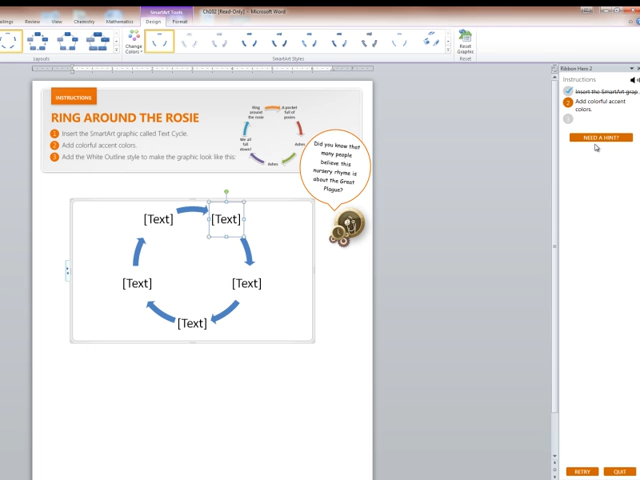 SmartArt Tools
Ch102 [Read-Only] - Microsoft Word
Review
View
Chemistry
Mathematics
Design
Format
Change
Colors
Reset
Graphic
Layouts
SmartArt Styles
Reset
INSTRUCTIONS
RING AROUND THE ROSIE
1 Insert the SmartArt graphic called Text Cycle.
2 Add colorful accent colors.
3 Add the White Outline style to make the graphic look like this:
Ring
around
the rosie
A pocket
full of
posies
Ashes
Ashes
We all
fall
down!
Did you know that
many people
believe this
nursery rhyme is
about the Great
Plague?
[Text]
[Text]
[Text]
[Text]
[Text]
Ribbon Hero 2
Instructions
Insert the SmartArt grap
2 Add colorful accent
colors.
3
NEED A HINT?
RETRY
QUIT